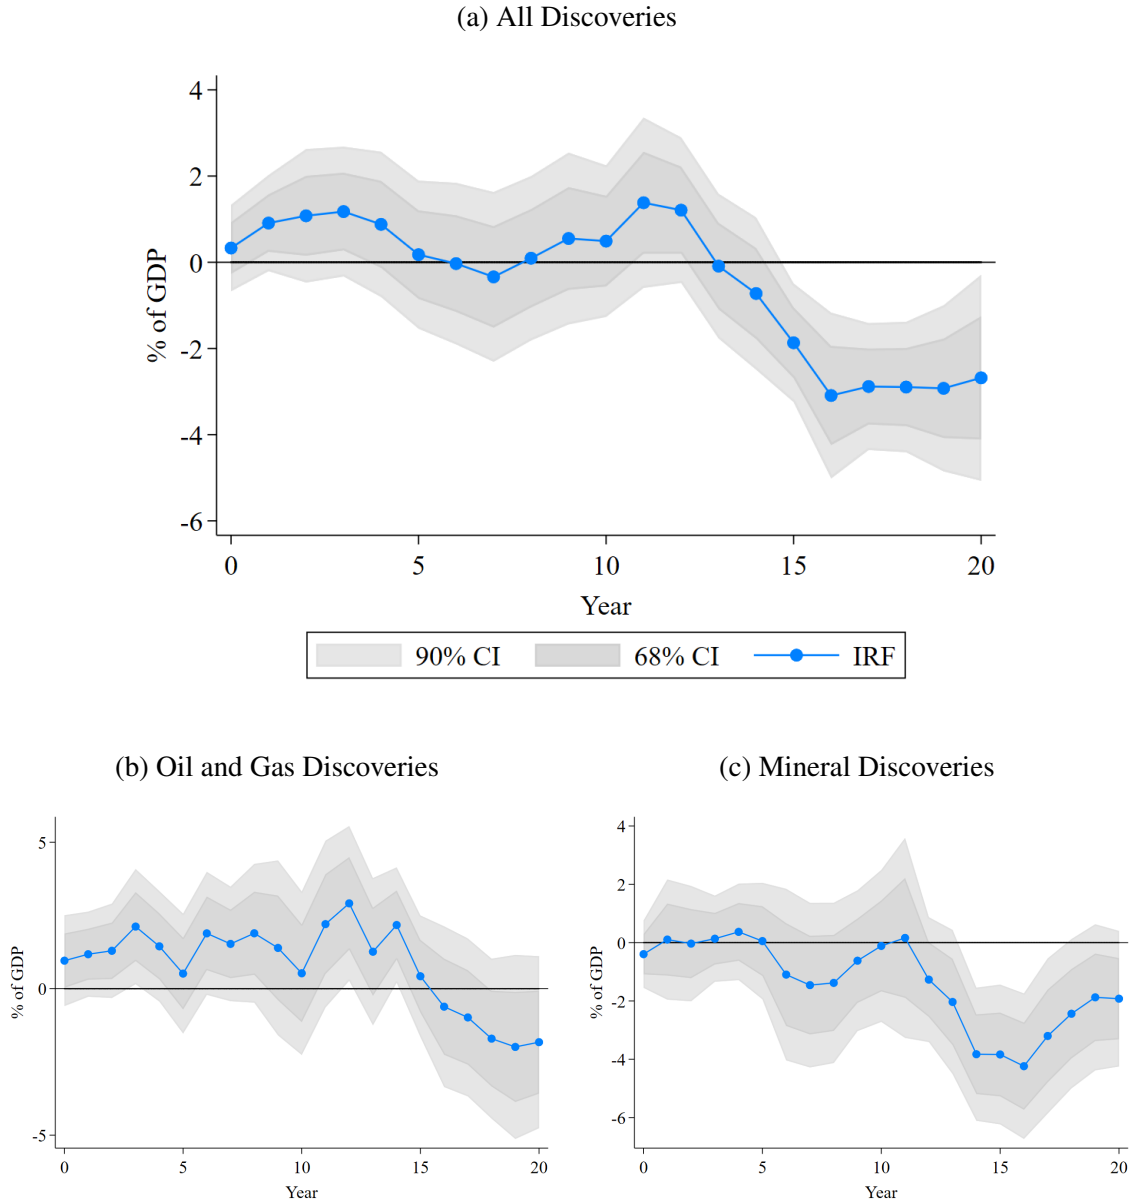 (a) All Discoveries
4
2
0
-2
-4
-6
% of GDP
0 5 10 15 20
Year
90% CI 68% CI IRF
(b) Oil and Gas Discoveries
5
0
-5
% of GDP
0 5 10 15 20
Year
(c) Mineral Discoveries
4
2
0
-2
-4
-6
% of GDP
0 5 10 15 20
Year